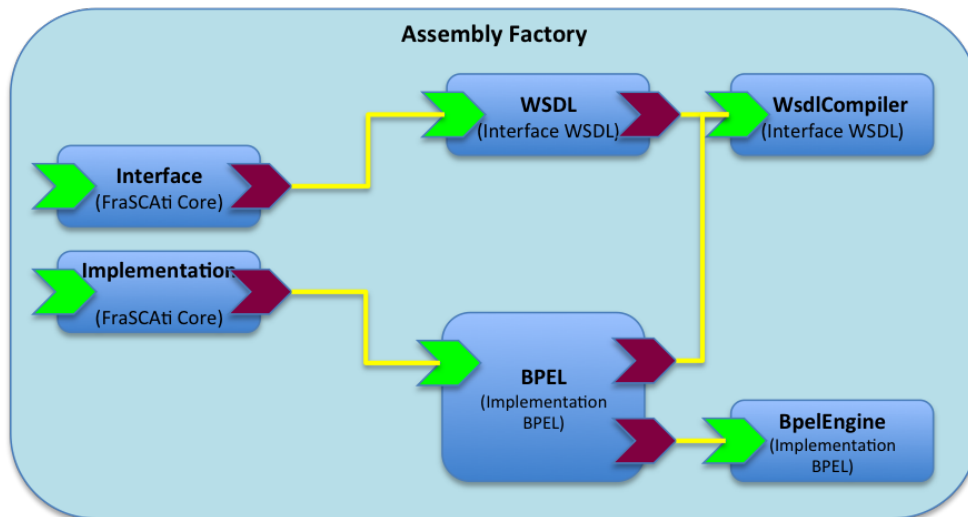 Assembly Factory
WSDL
(Interface WSDL)
WsdlCompiler
(Interface WSDL)
Interface
(FraSCAti Core)
Implementation
(FraSCAti Core)
BPEL
(Implementation
BPEL)
BpelEngine
(Implementation
BPEL)